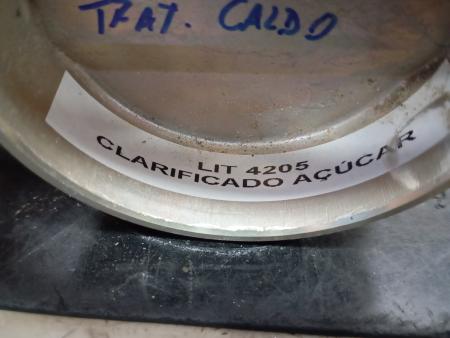 TRAT. CALDO
LIT 4205
CLARIFICADO AÇÚCAR